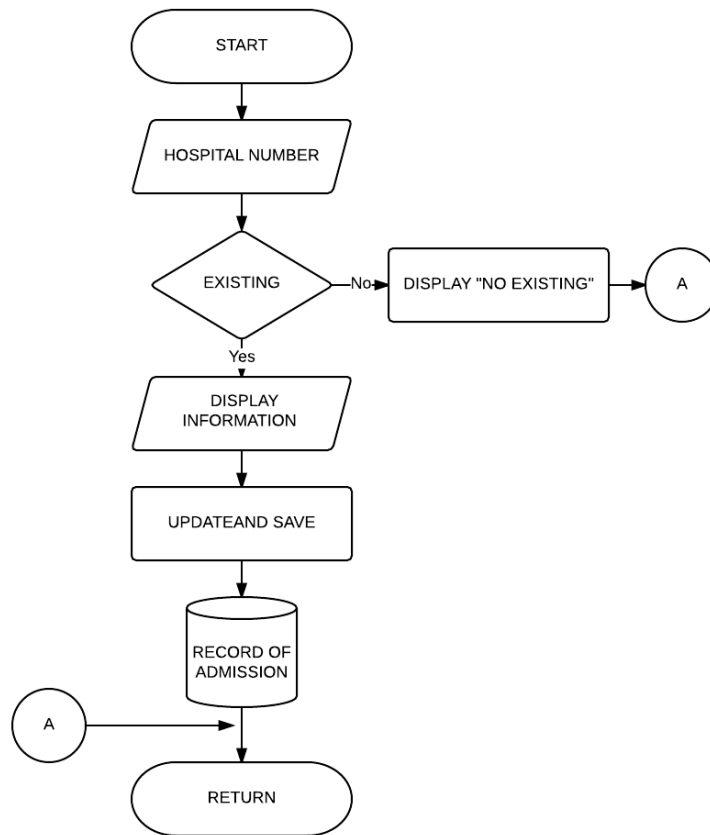 START
HOSPITAL NUMBER
EXISTING
No
DISPLAY "NO EXISTING"
A
Yes
DISPLAY
INFORMATION
UPDATEAND SAVE
RECORD OF
ADMISSION
A
RETURN